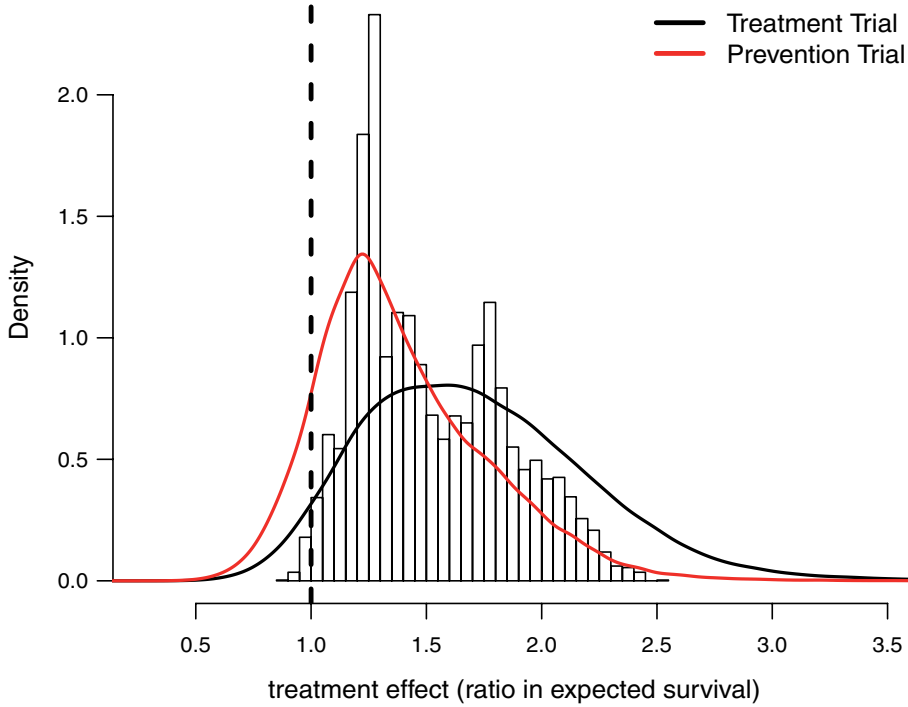 Treatment Trial
Prevention Trial
2.0
1.5
1.0
0.5
0.0
Density
0.5 1.0 1.5 2.0 2.5 3.0 3.5
treatment effect (ratio in expected survival)